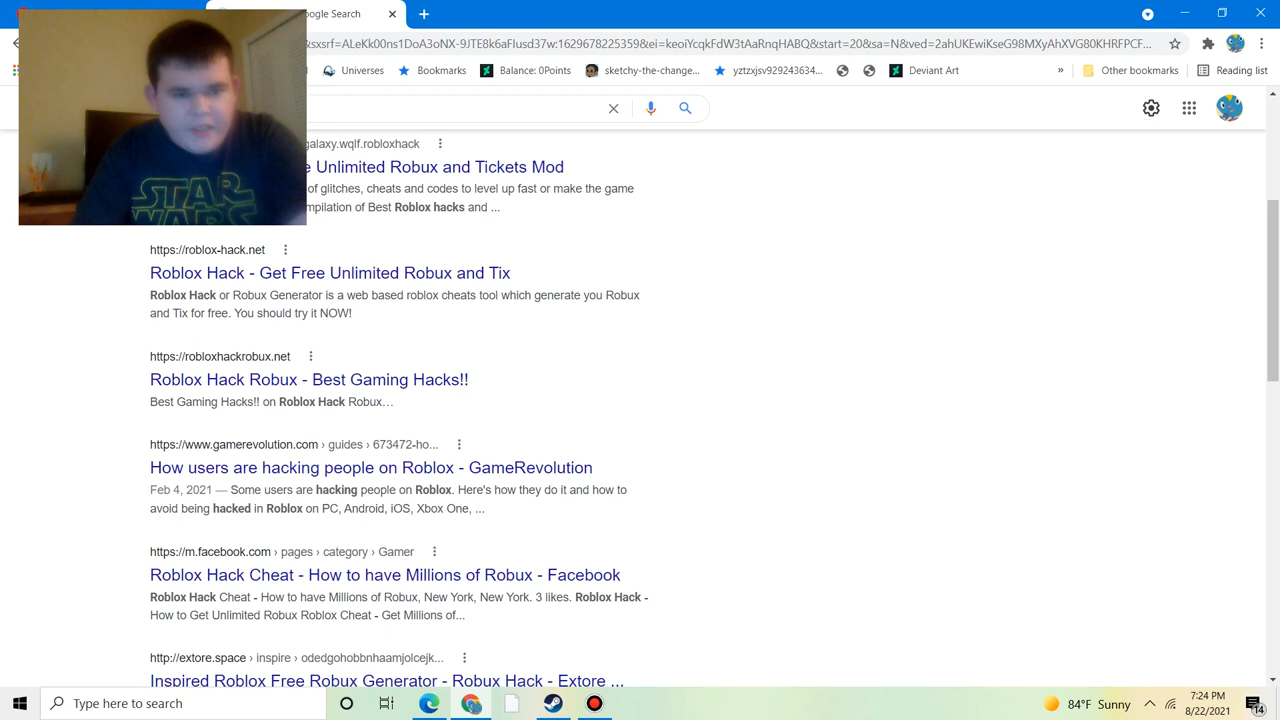 oogle Search
sxsrf=ALeKk00ns1DoA3oNX-9JTE8k6aFIusd37w:1629678225359&ei=keoiYcqkFdW3tAaRnqHABQ&start=20&sa=N&ved=2ahUKEwiKseG98MXyAhXVG80KHRFPCF...
Universes
Bookmarks
Balance: 0Points
sketchy-the-change...
yztzxjsv929243634...
Deviant Art
»
Other bookmarks
Reading list
galaxy.wqlf.robloxhack
e Unlimited Robux and Tickets Mod
of glitches, cheats and codes to level up fast or make the game
mpilation of Best Roblox hacks and ...
STAR
WARS
https://roblox-hack.net
Roblox Hack - Get Free Unlimited Robux and Tix
Roblox Hack or Robux Generator is a web based roblox cheats tool which generate you Robux
and Tix for free. You should try it NOW!
https://robloxhackrobux.net
Roblox Hack Robux - Best Gaming Hacks!!
Best Gaming Hacks!! on Roblox Hack Robux...
https://www.gamerevolution.com › guides › 673472-ho...
How users are hacking people on Roblox - GameRevolution
Feb 4, 2021 — Some users are hacking people on Roblox. Here's how they do it and how to
avoid being hacked in Roblox on PC, Android, iOS, Xbox One, ...
https://m.facebook.com › pages › category › Gamer
Roblox Hack Cheat - How to have Millions of Robux - Facebook
Roblox Hack Cheat - How to have Millions of Robux, New York, New York. 3 likes. Roblox Hack -
How to Get Unlimited Robux Roblox Cheat - Get Millions of...
http://extore.space › inspire › odedgohobbnhaamjolcejk...
Inspired Roblox Free Robux Generator - Robux Hack - Extore ...
Type here to search
84°F Sunny
7:24 PM
8/22/2021
14